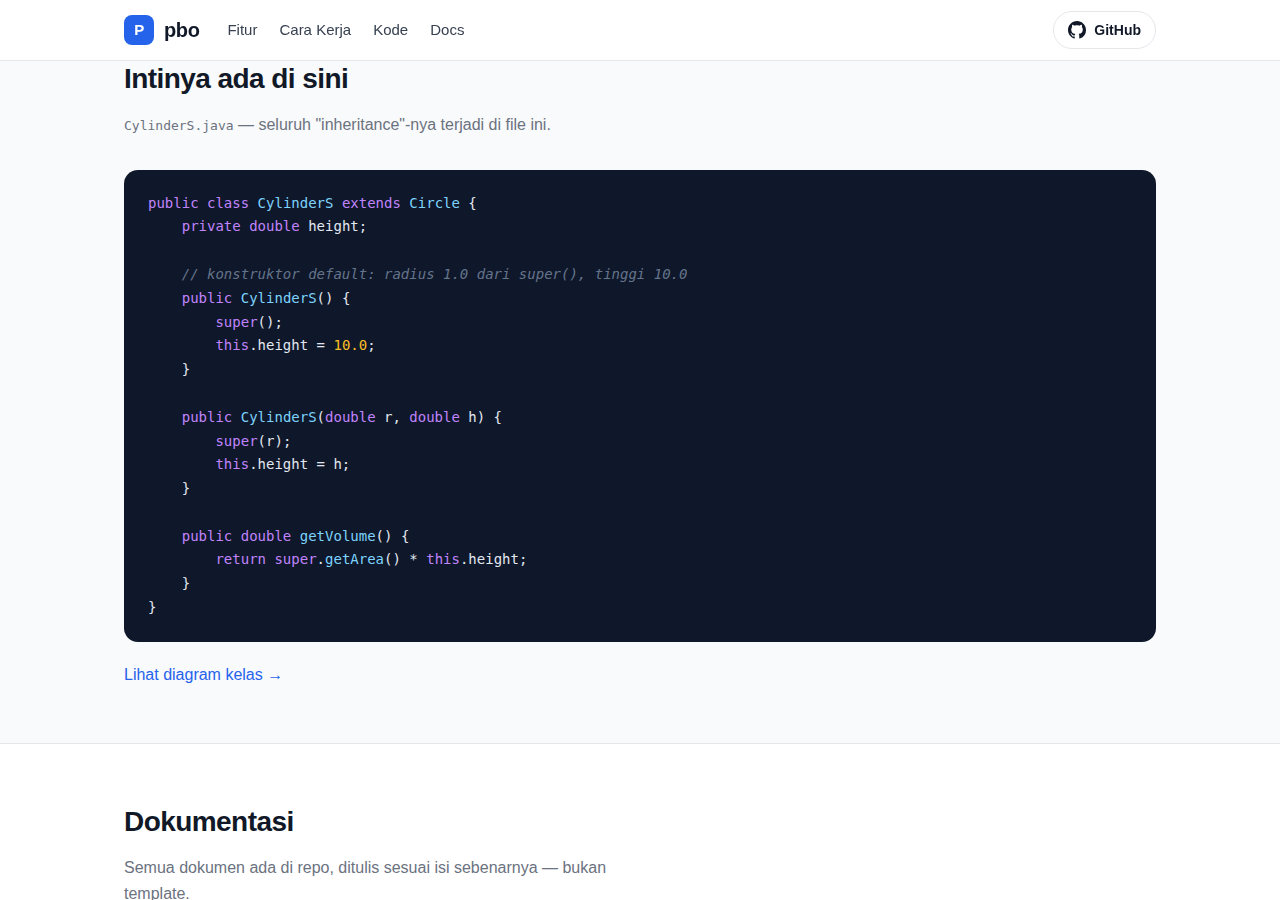 P pbo Fitur Cara Kerja Kode Docs GitHub
Intinya ada di sini
CylinderS.java — seluruh "inheritance"-nya terjadi di file ini.
public class CylinderS extends Circle {
    private double height;
    // konstruktor default: radius 1.0 dari super(), tinggi 10.0
    public CylinderS() {
        super();
        this.height = 10.0;
    }
    public CylinderS(double r, double h) {
        super(r);
        this.height = h;
    }
    public double getVolume() {
        return super.getArea() * this.height;
    }
}
Lihat diagram kelas →
Dokumentasi
Semua dokumen ada di repo, ditulis sesuai isi sebenarnya — bukan
template.